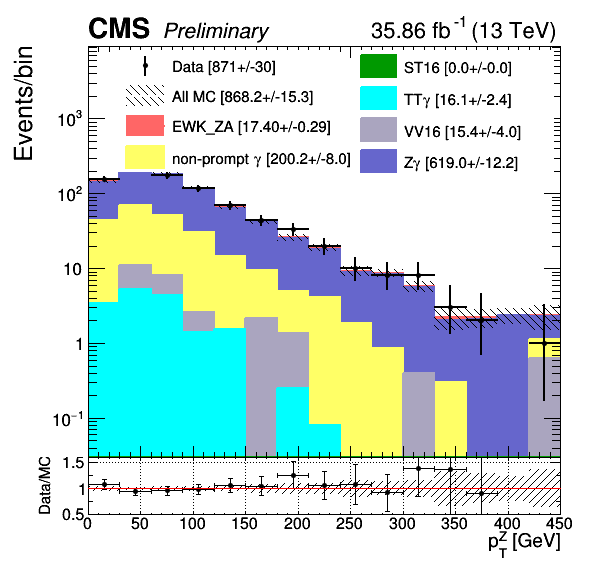 CMS Preliminary 35.86 fb⁻¹ (13 TeV)
Events/bin
Data [871+/-30]
All MC [868.2+/-15.3]
EWK_ZA [17.40+/-0.29]
non-prompt γ [200.2+/-8.0]
ST16 [0.0+/-0.0]
TTγ [16.1+/-2.4]
VV16 [15.4+/-4.0]
Zγ [619.0+/-12.2]
10³
10²
10
1
10⁻¹
Data/MC
1.5
1
0.5
0 50 100 150 200 250 300 350 400 450
p_T^Z [GeV]